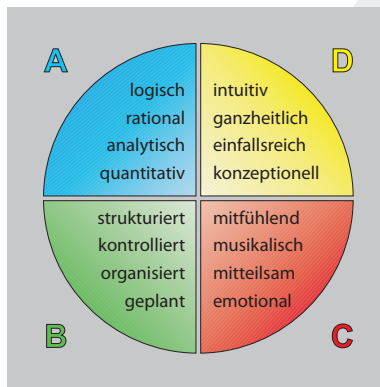 A
logisch
rational
analytisch
quantitativ
D
intuitiv
ganzheitlich
einfallsreich
konzeptionell
B
strukturiert
kontrolliert
organisiert
geplant
C
mitfühlend
musikalisch
mitteilsam
emotional